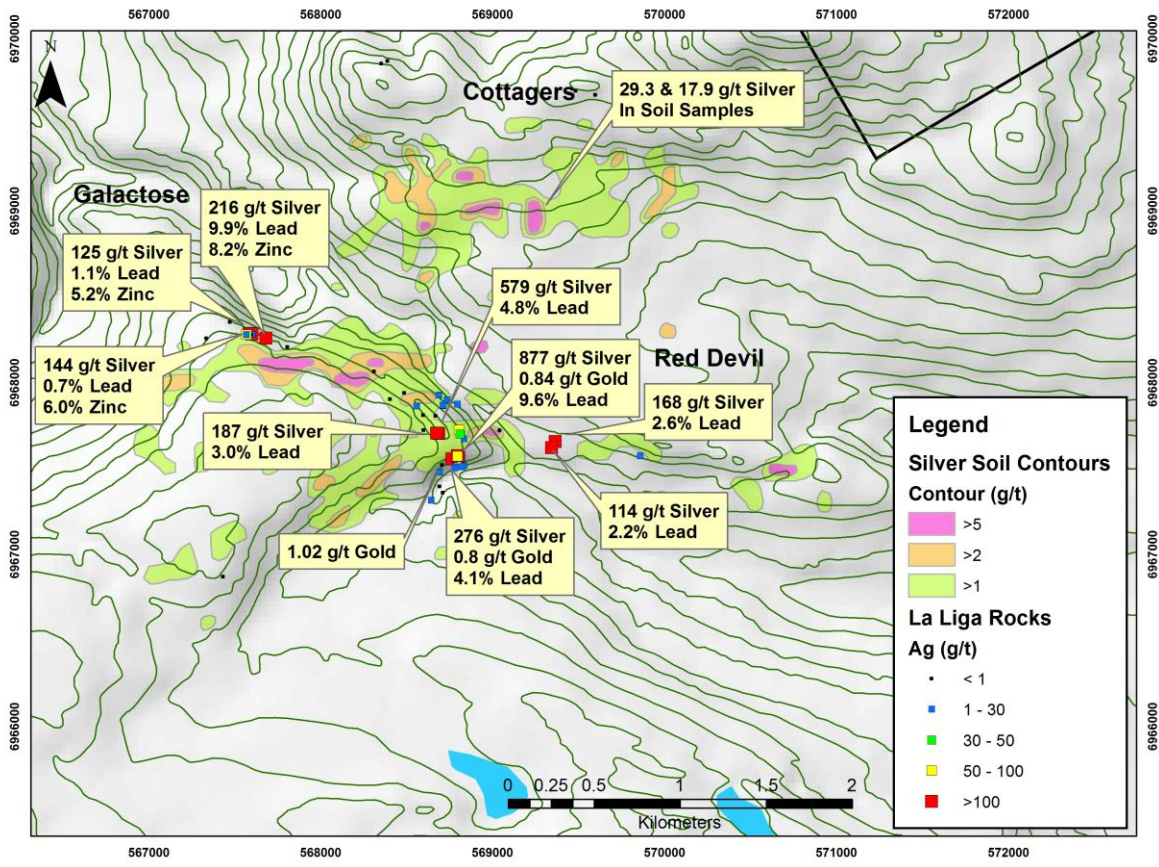 567000 568000 569000 570000 571000 572000
6970000 6970000
N
Cottagers
29.3 & 17.9 g/t Silver
In Soil Samples
Galactose
6969000 6969000
216 g/t Silver
9.9% Lead
8.2% Zinc
125 g/t Silver
1.1% Lead
5.2% Zinc
579 g/t Silver
4.8% Lead
144 g/t Silver
0.7% Lead
6.0% Zinc
877 g/t Silver
0.84 g/t Gold
9.6% Lead
Red Devil
6968000 6968000
168 g/t Silver
2.6% Lead
187 g/t Silver
3.0% Lead
114 g/t Silver
2.2% Lead
1.02 g/t Gold
276 g/t Silver
0.8 g/t Gold
4.1% Lead
6967000 6967000
Legend
Silver Soil Contours
Contour (g/t)
>5
>2
>1
La Liga Rocks
Ag (g/t)
< 1
1 - 30
30 - 50
50 - 100
>100
6966000 6966000
0 0.25 0.5 1 1.5 2
Kilometers
567000 568000 569000 570000 571000 572000